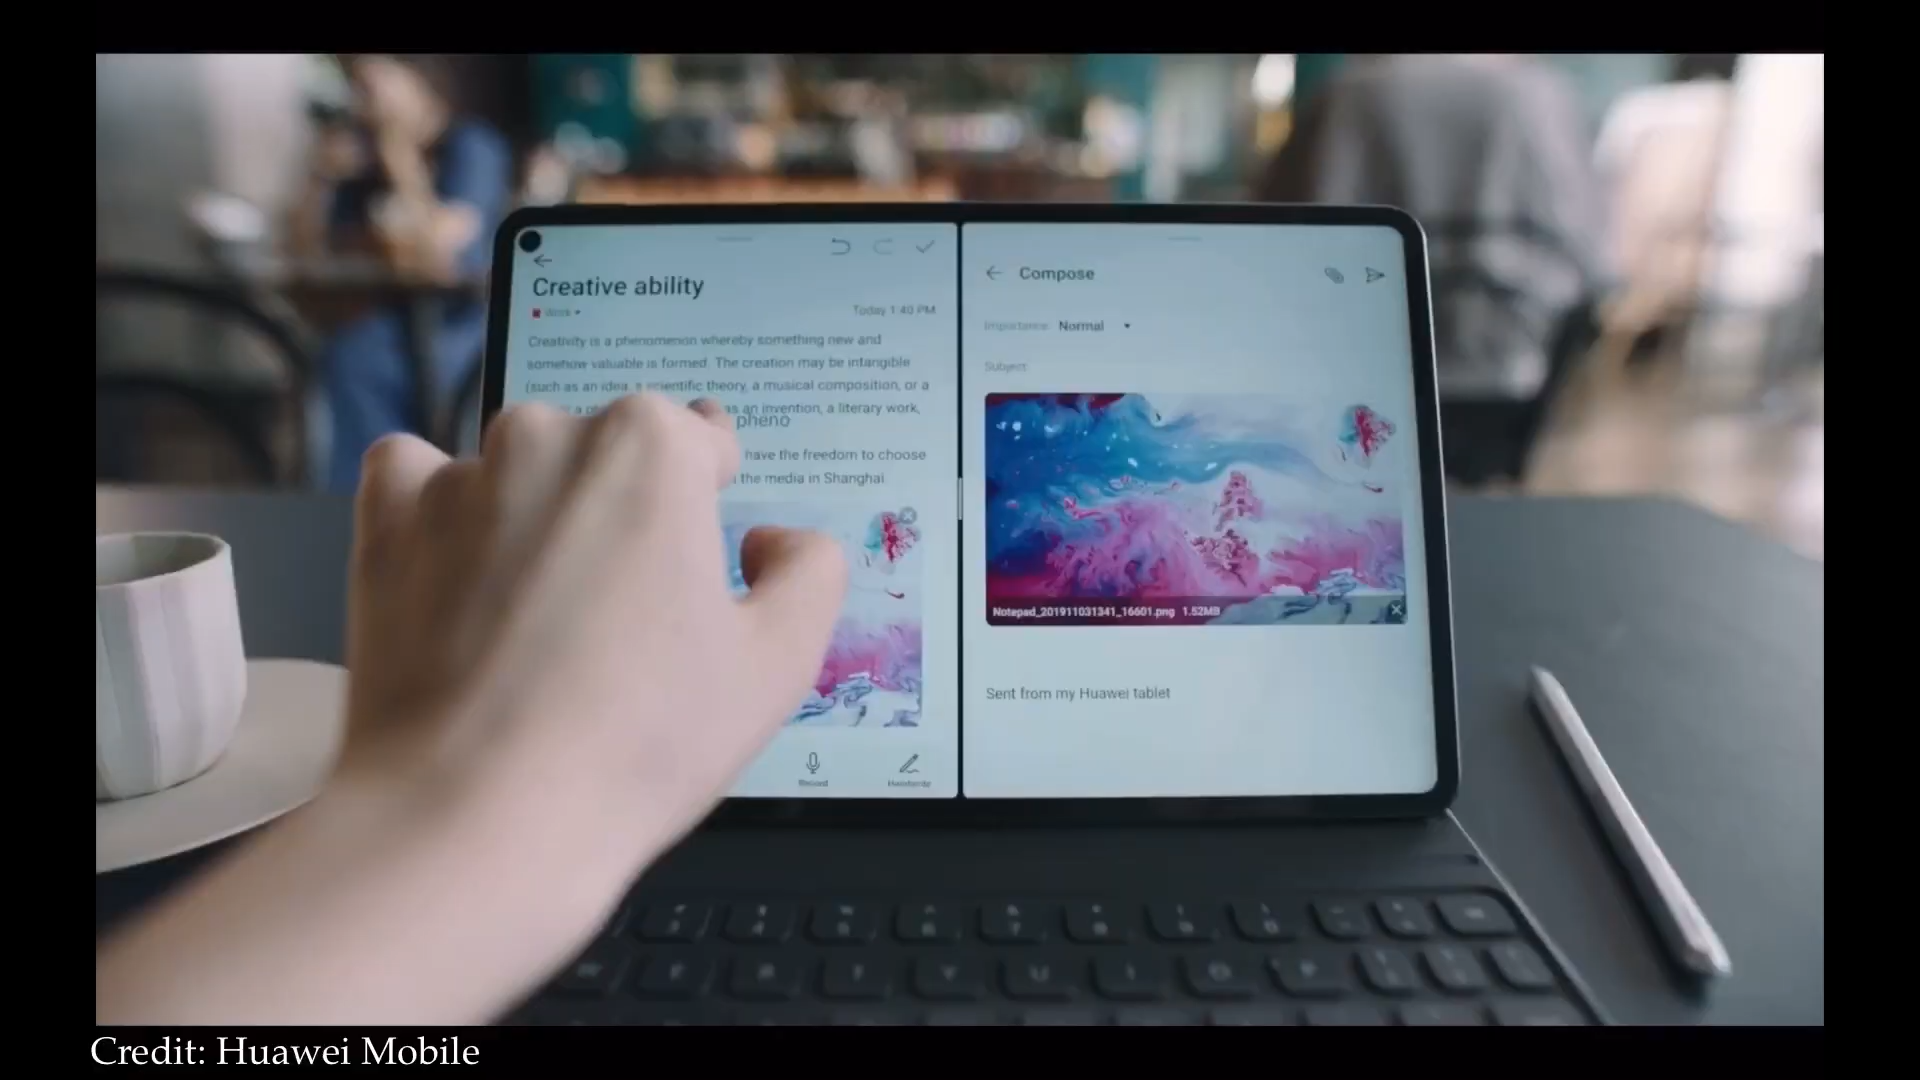 Creative ability
Work
Today 1:40 PM
Creativity is a phenomenon whereby something new and
somehow valuable is formed. The creation may be intangible
(such as an idea, a scientific theory, a musical composition, or a
as an invention, a literary work,
pheno
have the freedom to choose
the media in Shanghai
Record
Compose
Importance: Normal
Subject:
Notepad_201911031341_16601.png 1.52MB
Sent from my Huawei tablet
Credit: Huawei Mobile